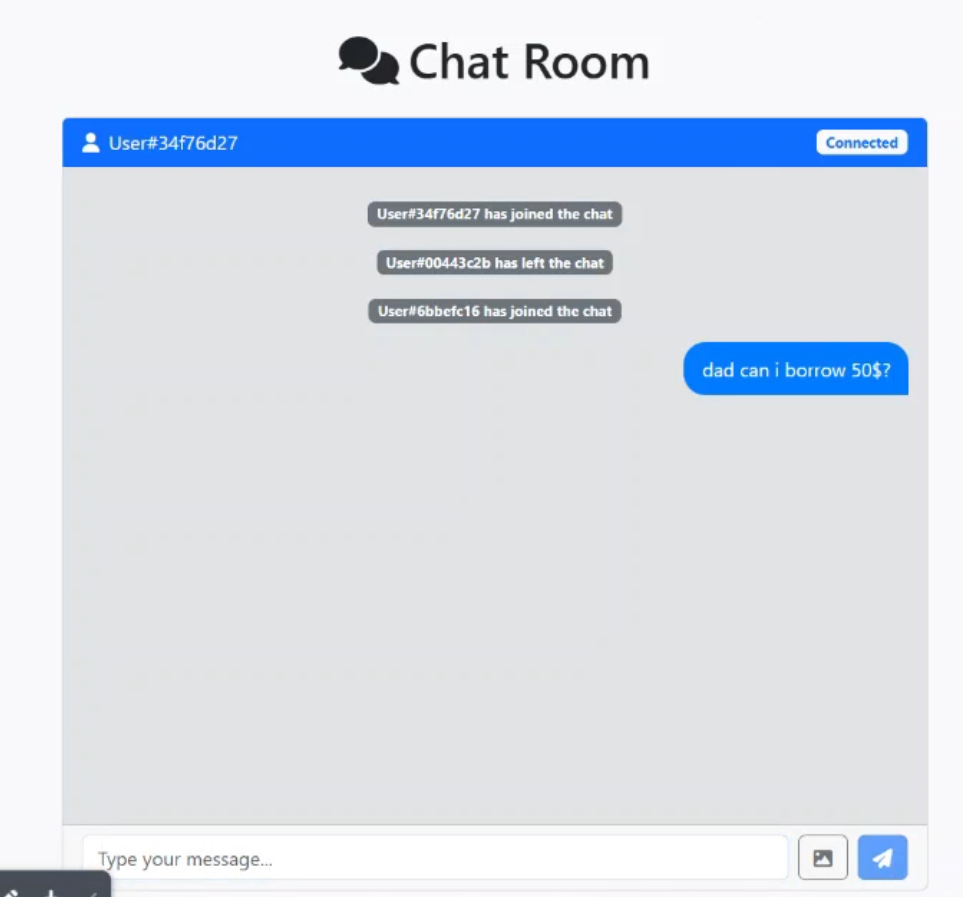 Chat Room
User#34f76d27
Connected
User#34f76d27 has joined the chat
User#00443c2b has left the chat
User#6bbefc16 has joined the chat
dad can i borrow 50$?
Type your message...